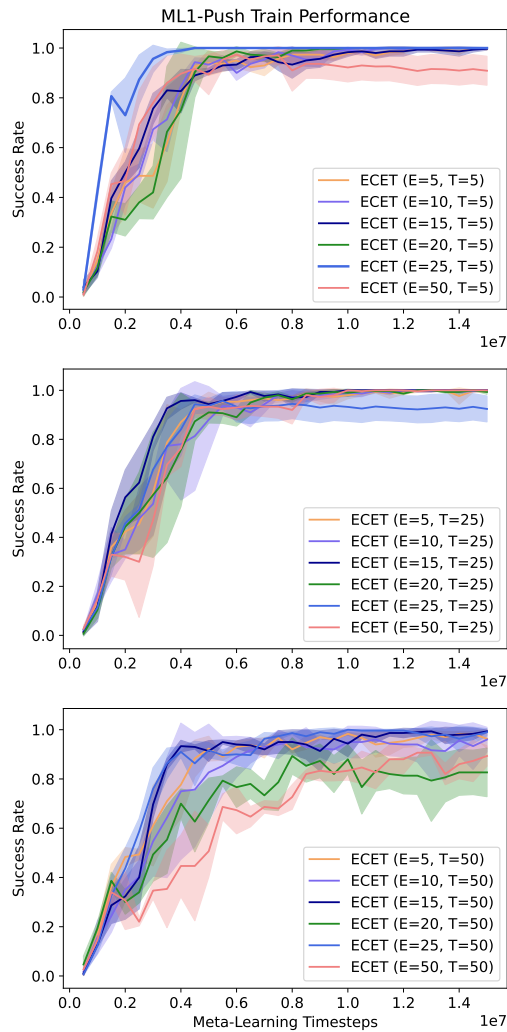 ML1-Push Train Performance
1.0
0.8
0.6
0.4
0.2
0.0
Success Rate
ECET (E=5, T=5)
ECET (E=10, T=5)
ECET (E=15, T=5)
ECET (E=20, T=5)
ECET (E=25, T=5)
ECET (E=50, T=5)
0.0 0.2 0.4 0.6 0.8 1.0 1.2 1.4
1e7
1.0
0.8
0.6
0.4
0.2
0.0
Success Rate
ECET (E=5, T=25)
ECET (E=10, T=25)
ECET (E=15, T=25)
ECET (E=20, T=25)
ECET (E=25, T=25)
ECET (E=50, T=25)
0.0 0.2 0.4 0.6 0.8 1.0 1.2 1.4
1e7
1.0
0.8
0.6
0.4
0.2
0.0
Success Rate
ECET (E=5, T=50)
ECET (E=10, T=50)
ECET (E=15, T=50)
ECET (E=20, T=50)
ECET (E=25, T=50)
ECET (E=50, T=50)
0.0 0.2 0.4 0.6 0.8 1.0 1.2 1.4
Meta-Learning Timesteps
1e7